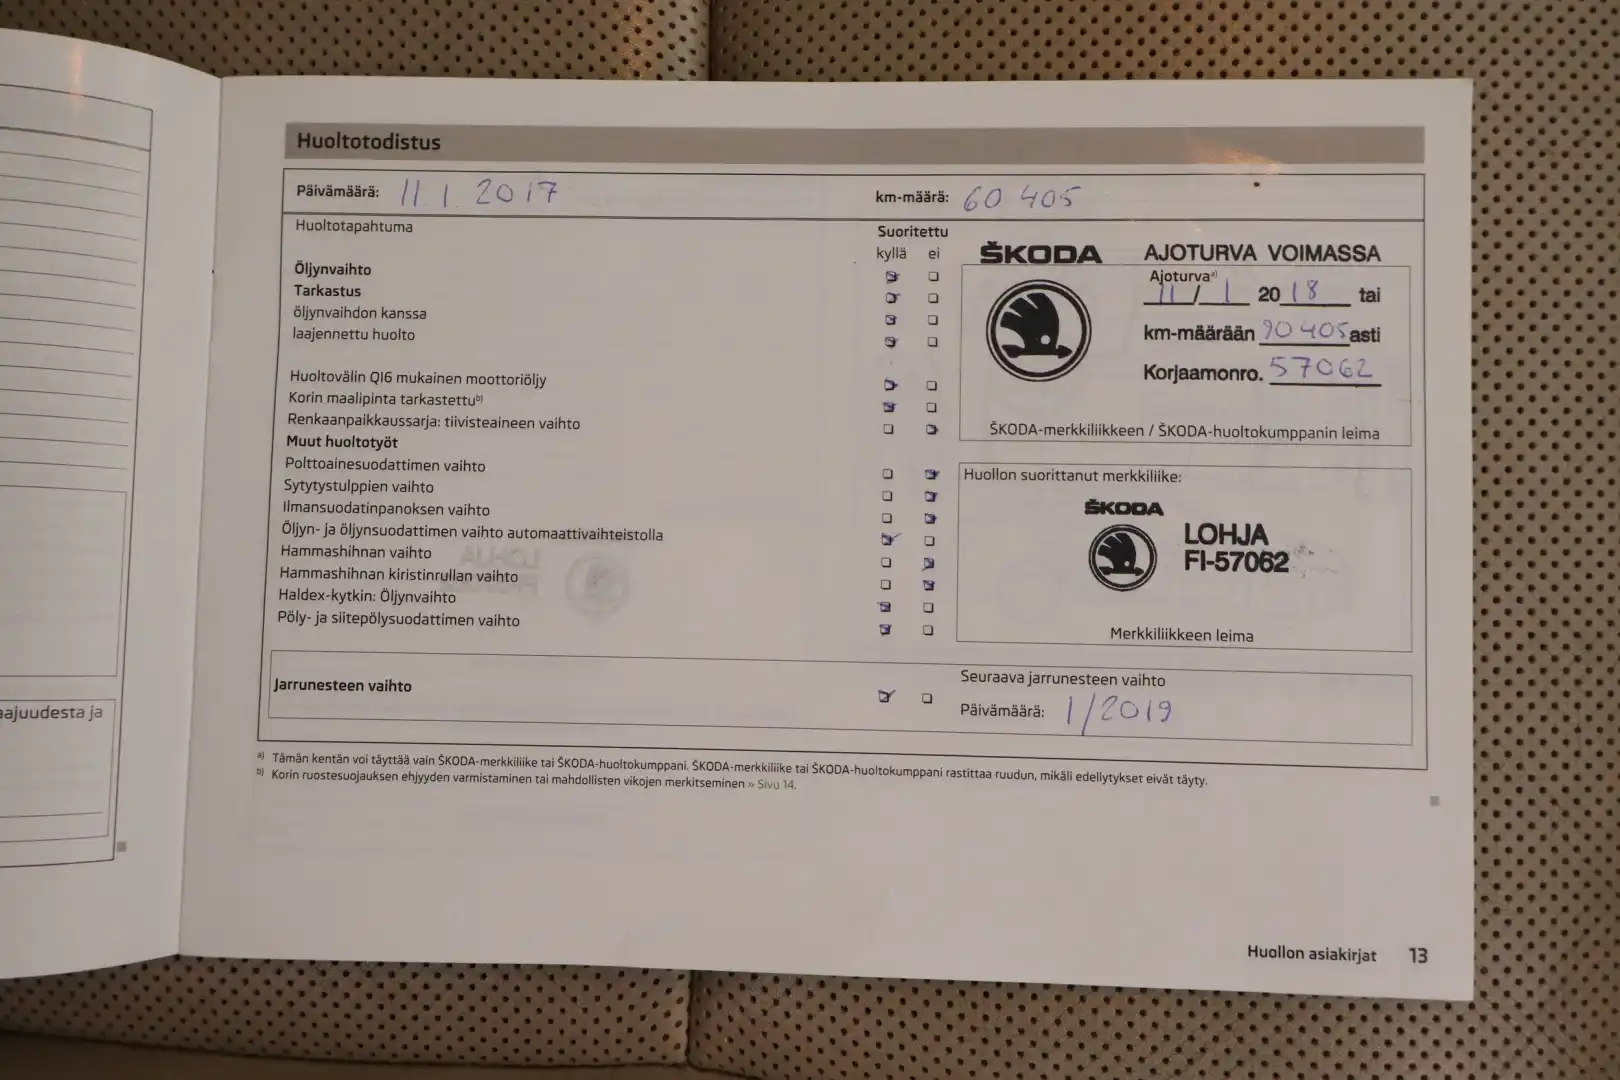 Huoltotodistus
Päivämäärä: 11.1.2017
km-määrä: 60 405
Huoltotapahtuma
Suoritettu
kyllä ei
Öljynvaihto
Tarkastus
öljynvaihdon kanssa
laajennettu huolto
Huoltovälin QI6 mukainen moottoriöljy
Korin maalipinta tarkastettu b)
Renkaanpaikkaussarja: tiivisteaineen vaihto
Muut huoltotyöt
Polttoainesuodattimen vaihto
Sytytystulppien vaihto
Ilmansuodatinpanoksen vaihto
Öljyn- ja öljynsuodattimen vaihto automaattivaihteistolla
Hammashihnan vaihto
Hammashihnan kiristinrullan vaihto
Haldex-kytkin: Öljynvaihto
Pöly- ja siitepölysuodattimen vaihto
ŠKODA AJOTURVA VOIMASSA
Ajoturva a)
11/1 2018 tai
km-määrään 90 405 asti
Korjaamonro. 57062
ŠKODA-merkkiliikkeen / ŠKODA-huoltokumppanin leima
Huollon suorittanut merkkiliike:
ŠKODA
LOHJA
FI-57062
Merkkiliikkeen leima
Jarrunesteen vaihto
Seuraava jarrunesteen vaihto
Päivämäärä: 1/2019
a) Tämän kentän voi täyttää vain ŠKODA-merkkiliike tai ŠKODA-huoltokumppani. ŠKODA-merkkiliike tai ŠKODA-huoltokumppani rastittaa ruudun, mikäli edellytykset eivät täyty.
b) Korin ruostesuojauksen ehjyyden varmistaminen tai mahdollisten vikojen merkitseminen » Sivu 14.
Huollon asiakirjat 13
ja